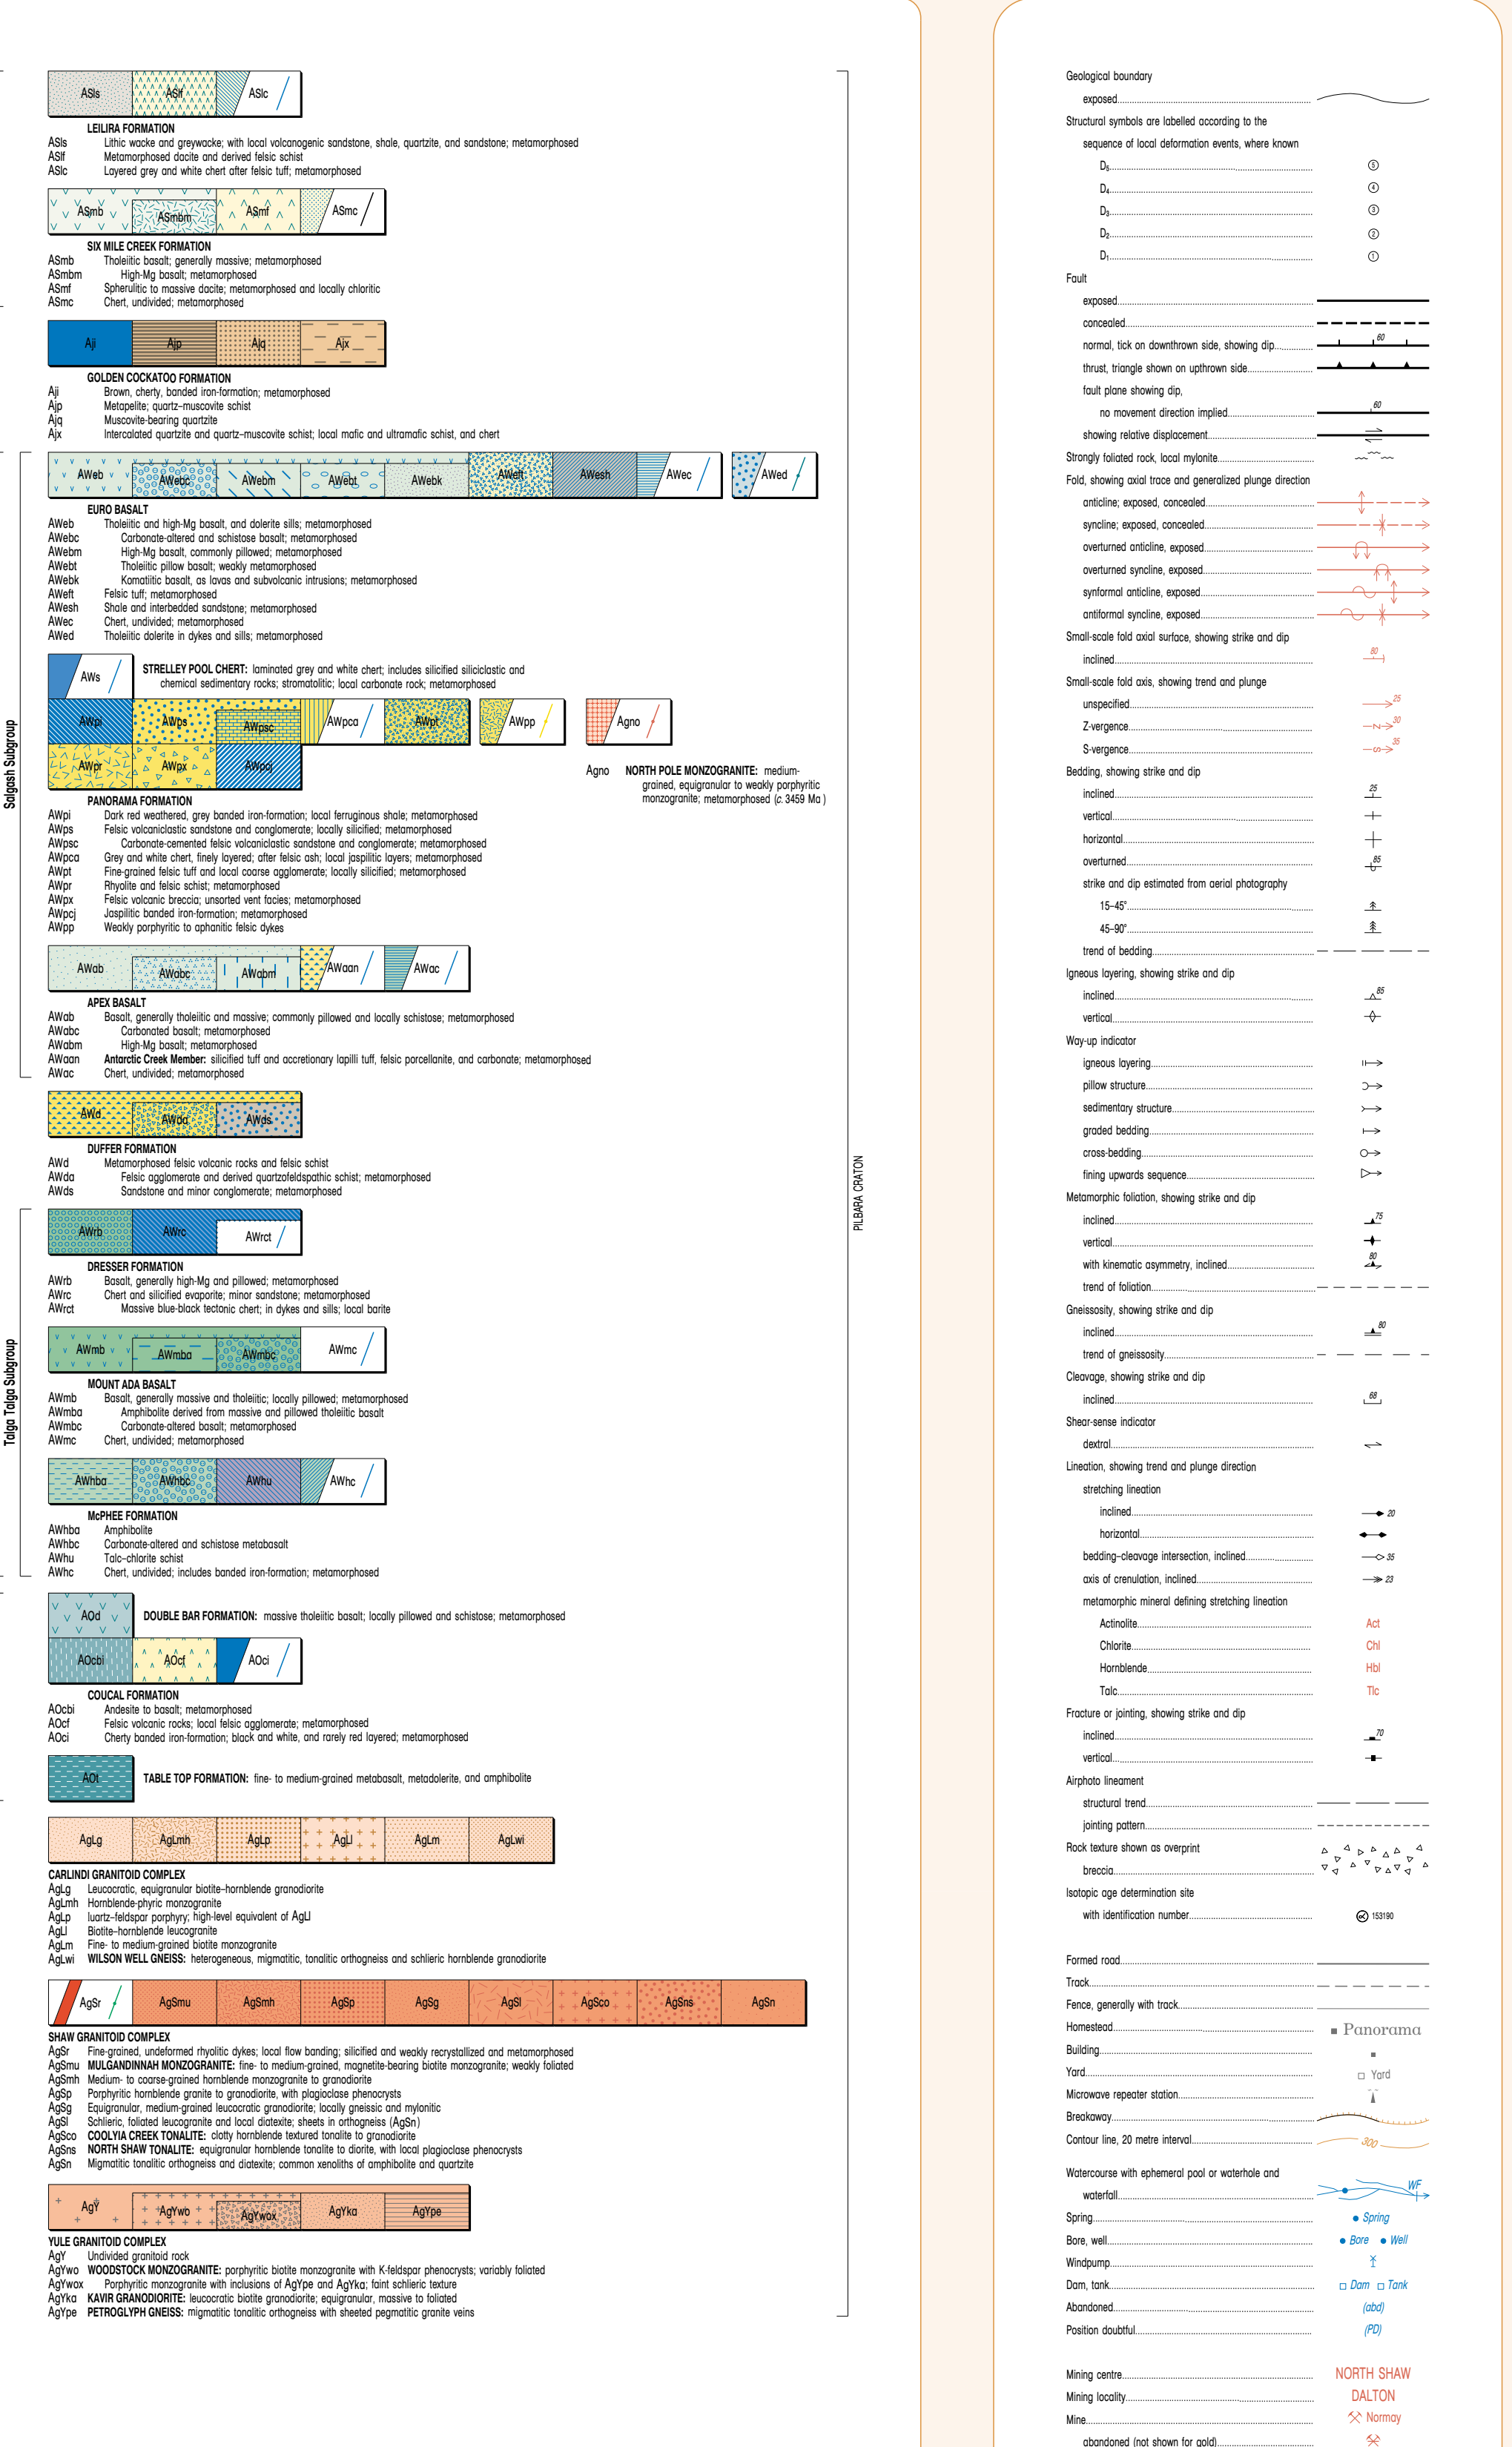 ASls ASlf ASlc
LEILIRA FORMATION
ASls Lithic wacke and greywacke; with local volcanogenic sandstone, shale, quartzite, and sandstone; metamorphosed
ASlf Metamorphosed dacite and derived felsic schist
ASlc Layered grey and white chert after felsic tuff; metamorphosed
ASmb ASmbm ASmf ASmc
SIX MILE CREEK FORMATION
ASmb Tholeiitic basalt; generally massive; metamorphosed
ASmbm High-Mg basalt; metamorphosed
ASmf Spherulitic to massive dacite; metamorphosed and locally chloritic
ASmc Chert, undivided; metamorphosed
Aji Ajp Ajq Ajx
GOLDEN COCKATOO FORMATION
Aji Brown, cherty, banded iron-formation; metamorphosed
Ajp Metapelite; quartz–muscovite schist
Ajq Muscovite-bearing quartzite
Ajx Intercalated quartzite and quartz–muscovite schist; local mafic and ultramafic schist, and chert
Salgash Subgroup
AWeb AWebc AWebm AWebt AWebk AWeft AWesh AWec AWed
EURO BASALT
AWeb Tholeiitic and high-Mg basalt, and dolerite sills; metamorphosed
AWebc Carbonate-altered and schistose basalt; metamorphosed
AWebm High-Mg basalt, commonly pillowed; metamorphosed
AWebt Tholeiitic pillow basalt; weakly metamorphosed
AWebk Komatiitic basalt, as lavas and subvolcanic intrusions; metamorphosed
AWeft Felsic tuff; metamorphosed
AWesh Shale and interbedded sandstone; metamorphosed
AWec Chert, undivided; metamorphosed
AWed Tholeiitic dolerite in dykes and sills; metamorphosed
AWs STRELLEY POOL CHERT: laminated grey and white chert; includes silicified siliciclastic and
chemical sedimentary rocks; stromatolitic; local carbonate rock; metamorphosed
AWpi AWps AWpsc AWpca AWpt AWpp Agno
AWpr AWpx AWpcj
Agno NORTH POLE MONZOGRANITE: medium-
grained, equigranular to weakly porphyritic
monzogranite; metamorphosed (c. 3459 Ma )
PANORAMA FORMATION
AWpi Dark red weathered, grey banded iron-formation; local ferruginous shale; metamorphosed
AWps Felsic volcaniclastic sandstone and conglomerate; locally silicified; metamorphosed
AWpsc Carbonate-cemented felsic volcaniclastic sandstone and conglomerate; metamorphosed
AWpca Grey and white chert, finely layered; after felsic ash; local jaspilitic layers; metamorphosed
AWpt Fine-grained felsic tuff and local coarse agglomerate; locally silicified; metamorphosed
AWpr Rhyolite and felsic schist; metamorphosed
AWpx Felsic volcanic breccia; unsorted vent facies; metamorphosed
AWpcj Jaspilitic banded iron-formation; metamorphosed
AWpp Weakly porphyritic to aphanitic felsic dykes
AWab AWabc AWabm AWaan AWac
APEX BASALT
AWab Basalt, generally tholeiitic and massive; commonly pillowed and locally schistose; metamorphosed
AWabc Carbonated basalt; metamorphosed
AWabm High-Mg basalt; metamorphosed
AWaan Antarctic Creek Member: silicified tuff and accretionary lapilli tuff, felsic porcellanite, and carbonate; metamorphosed
AWac Chert, undivided; metamorphosed
AWd AWda AWds
DUFFER FORMATION
AWd Metamorphosed felsic volcanic rocks and felsic schist
AWda Felsic agglomerate and derived quartzofeldspathic schist; metamorphosed
AWds Sandstone and minor conglomerate; metamorphosed
Talga Talga Subgroup
AWrb AWrc AWrct
DRESSER FORMATION
AWrb Basalt, generally high-Mg and pillowed; metamorphosed
AWrc Chert and silicified evaporite; minor sandstone; metamorphosed
AWrct Massive blue-black tectonic chert; in dykes and sills; local barite
AWmb AWmba AWmbc AWmc
MOUNT ADA BASALT
AWmb Basalt, generally massive and tholeiitic; locally pillowed; metamorphosed
AWmba Amphibolite derived from massive and pillowed tholeiitic basalt
AWmbc Carbonate-altered basalt; metamorphosed
AWmc Chert, undivided; metamorphosed
AWhba AWhbc AWhu AWhc
McPHEE FORMATION
AWhba Amphibolite
AWhbc Carbonate-altered and schistose metabasalt
AWhu Talc–chlorite schist
AWhc Chert, undivided; includes banded iron-formation; metamorphosed
AOd DOUBLE BAR FORMATION: massive tholeiitic basalt; locally pillowed and schistose; metamorphosed
AOcbi AOcf AOci
COUCAL FORMATION
AOcbi Andesite to basalt; metamorphosed
AOcf Felsic volcanic rocks; local felsic agglomerate; metamorphosed
AOci Cherty banded iron-formation; black and white, and rarely red layered; metamorphosed
AOt TABLE TOP FORMATION: fine- to medium-grained metabasalt, metadolerite, and amphibolite
AgLg AgLmh AgLp AgLl AgLm AgLwi
CARLINDI GRANITOID COMPLEX
AgLg Leucocratic, equigranular biotite–hornblende granodiorite
AgLmh Hornblende-phyric monzogranite
AgLp luartz–feldspar porphyry; high-level equivalent of AgLl
AgLl Biotite–hornblende leucogranite
AgLm Fine- to medium-grained biotite monzogranite
AgLwi WILSON WELL GNEISS: heterogeneous, migmatitic, tonalitic orthogneiss and schlieric hornblende granodiorite
AgSr AgSmu AgSmh AgSp AgSg AgSl AgSco AgSns AgSn
SHAW GRANITOID COMPLEX
AgSr Fine-grained, undeformed rhyolitic dykes; local flow banding; silicified and weakly recrystallized and metamorphosed
AgSmu MULGANDINNAH MONZOGRANITE: fine- to medium-grained, magnetite-bearing biotite monzogranite; weakly foliated
AgSmh Medium- to coarse-grained hornblende monzogranite to granodiorite
AgSp Porphyritic hornblende granite to granodiorite, with plagioclase phenocrysts
AgSg Equigranular, medium-grained leucocratic granodiorite; locally gneissic and mylonitic
AgSl Schlieric, foliated leucogranite and local diatexite; sheets in orthogneiss (AgSn)
AgSco COOLYIA CREEK TONALITE: clotty hornblende textured tonalite to granodiorite
AgSns NORTH SHAW TONALITE: equigranular hornblende tonalite to diorite, with local plagioclase phenocrysts
AgSn Migmatitic tonalitic orthogneiss and diatexite; common xenoliths of amphibolite and quartzite
AgY AgYwo AgYwox AgYka AgYpe
YULE GRANITOID COMPLEX
AgY Undivided granitoid rock
AgYwo WOODSTOCK MONZOGRANITE: porphyritic biotite monzogranite with K-feldspar phenocrysts; variably foliated
AgYwox Porphyritic monzogranite with inclusions of AgYpe and AgYka; faint schlieric texture
AgYka KAVIR GRANODIORITE: leucocratic biotite granodiorite; equigranular, massive to foliated
AgYpe PETROGLYPH GNEISS: migmatitic tonalitic orthogneiss with sheeted pegmatitic granite veins
PILBARA CRATON
Geological boundary
exposed
Structural symbols are labelled according to the
sequence of local deformation events, where known
D5 5
D4 4
D3 3
D2 2
D1 1
Fault
exposed
concealed
normal, tick on downthrown side, showing dip 60
thrust, triangle shown on upthrown side
fault plane showing dip,
no movement direction implied 60
showing relative displacement
Strongly foliated rock, local mylonite
Fold, showing axial trace and generalized plunge direction
anticline; exposed, concealed
syncline; exposed, concealed
overturned anticline, exposed
overturned syncline, exposed
synformal anticline, exposed
antiformal syncline, exposed
Small-scale fold axial surface, showing strike and dip
inclined 80
Small-scale fold axis, showing trend and plunge
unspecified 25
Z-vergence Z 30
S-vergence S 35
Bedding, showing strike and dip
inclined 25
vertical
horizontal
overturned 85
strike and dip estimated from aerial photography
15–45°
45–90°
trend of bedding
Igneous layering, showing strike and dip
inclined 85
vertical
Way-up indicator
igneous layering
pillow structure
sedimentary structure
graded bedding
cross-bedding
fining upwards sequence
Metamorphic foliation, showing strike and dip
inclined 75
vertical
with kinematic asymmetry, inclined 80
trend of foliation
Gneissosity, showing strike and dip
inclined 80
trend of gneissosity
Cleavage, showing strike and dip
inclined 68
Shear-sense indicator
dextral
Lineation, showing trend and plunge direction
stretching lineation
inclined 20
horizontal
bedding–cleavage intersection, inclined 35
axis of crenulation, inclined 23
metamorphic mineral defining stretching lineation
Actinolite Act
Chlorite Chl
Hornblende Hbl
Talc Tlc
Fracture or jointing, showing strike and dip
inclined 70
vertical
Airphoto lineament
structural trend
jointing pattern
Rock texture shown as overprint
breccia
Isotopic age determination site
with identification number 153190
Formed road
Track
Fence, generally with track
Homestead Panorama
Building
Yard Yard
Microwave repeater station
Breakaway
Contour line, 20 metre interval 300
Watercourse with ephemeral pool or waterhole and
waterfall WF
Spring Spring
Bore, well Bore Well
Windpump
Dam, tank Dam Tank
Abandoned (abd)
Position doubtful (PD)
Mining centre NORTH SHAW
Mining locality DALTON
Mine Normay
abandoned (not shown for gold)